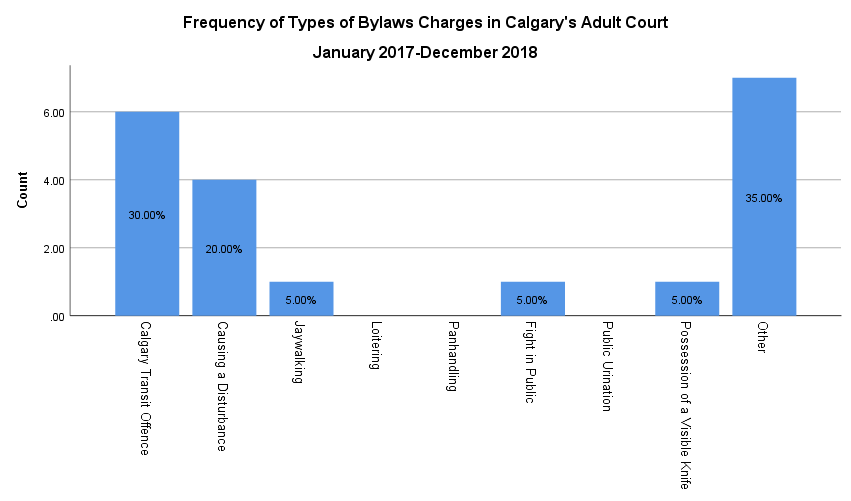 Frequency of Types of Bylaws Charges in Calgary's Adult Court
January 2017-December 2018
Count
6.00
4.00
2.00
.00
30.00%
20.00%
5.00%
5.00%
5.00%
35.00%
Calgary Transit Offence
Causing a Disturbance
Jaywalking
Loitering
Panhandling
Fight in Public
Public Urination
Possession of a Visible Knife
Other